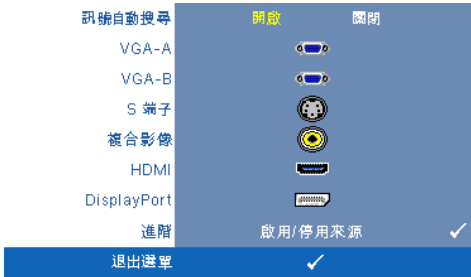 訊號自動搜尋 開啟 關閉
VGA-A
VGA-B
S 端子
複合影像
HDMI
DisplayPort
進階 啟用/停用來源 ✓
退出選單 ✓